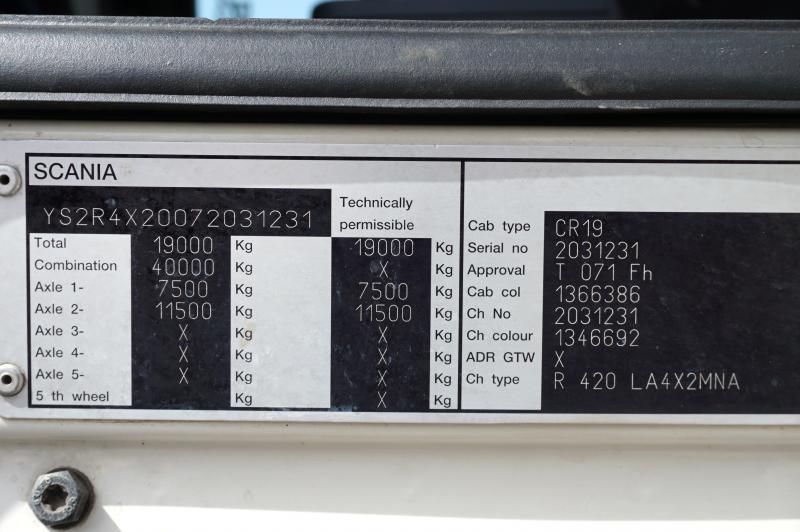 SCANIA
YS2R4X20072031231
Technically
permissible
Total 19000 Kg 19000 Kg
Combination 40000 Kg X Kg
Axle 1- 7500 Kg 7500 Kg
Axle 2- 11500 Kg 11500 Kg
Axle 3- X Kg X Kg
Axle 4- X Kg X Kg
Axle 5- X Kg X Kg
5 th wheel Kg X Kg
Cab type CR19
Serial no 2031231
Approval T 071 Fh
Cab col 1366386
Ch No 2031231
Ch colour 1346692
ADR GTW X
Ch type R 420 LA4X2MNA